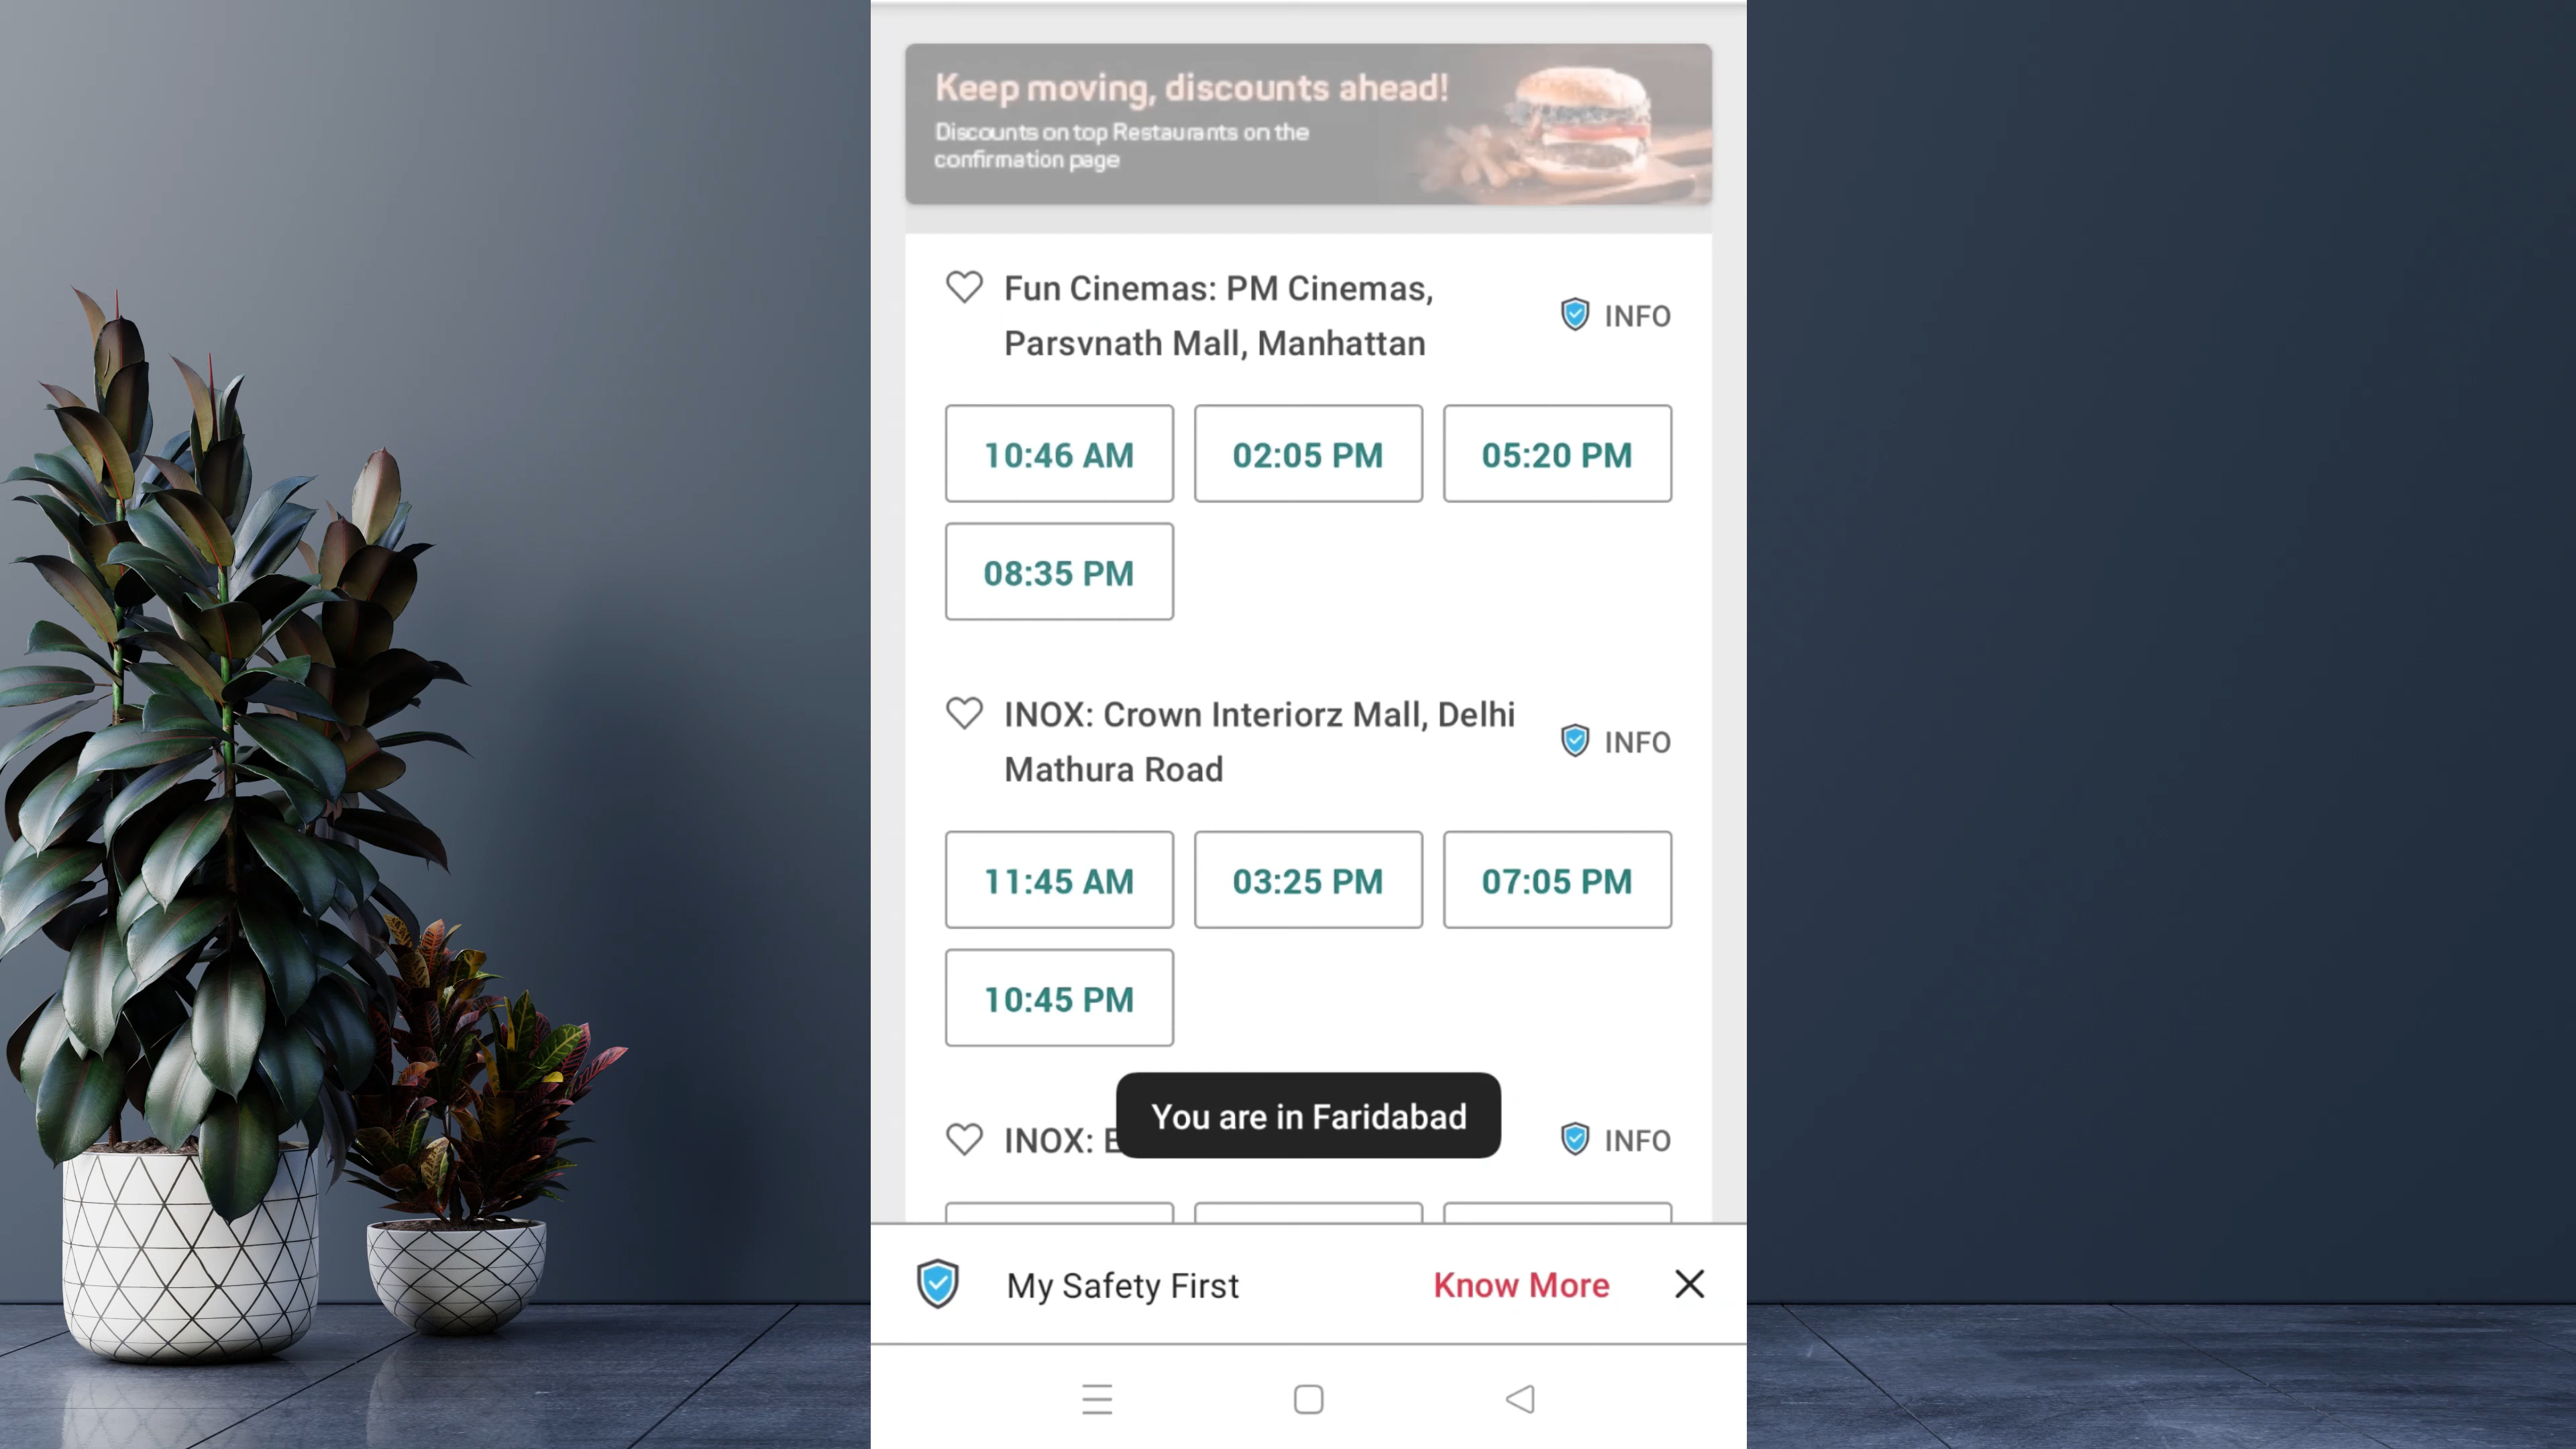 Keep moving, discounts ahead!
Discounts on top Restaurants on the
confirmation page
Fun Cinemas: PM Cinemas,
Parsvnath Mall, Manhattan
INFO
10:46 AM
02:05 PM
05:20 PM
08:35 PM
INOX: Crown Interiorz Mall, Delhi
Mathura Road
INFO
11:45 AM
03:25 PM
07:05 PM
10:45 PM
INOX:
INFO
You are in Faridabad
My Safety First
Know More